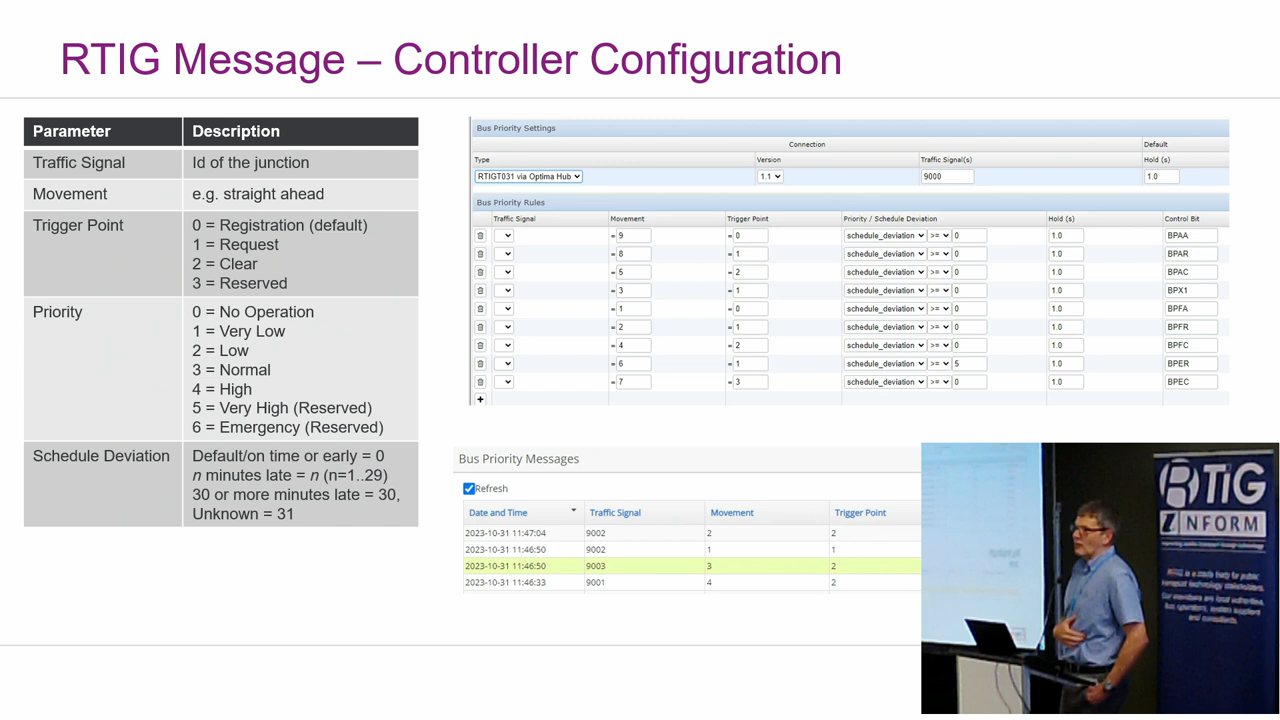 RTIG Message – Controller Configuration
Parameter Description
Traffic Signal Id of the junction
Movement e.g. straight ahead
Trigger Point 0 = Registration (default)
1 = Request
2 = Clear
3 = Reserved
Priority 0 = No Operation
1 = Very Low
2 = Low
3 = Normal
4 = High
5 = Very High (Reserved)
6 = Emergency (Reserved)
Schedule Deviation Default/on time or early = 0
n minutes late = n (n=1..29)
30 or more minutes late = 30,
Unknown = 31
Bus Priority Settings
Connection Default
Type Version Traffic Signal(s) Hold (s)
RTIGT031 via Optima Hub 1.1 9000 1.0
Bus Priority Rules
Traffic Signal Movement Trigger Point Priority / Schedule Deviation Hold (s) Control Bit
= 9 = 0 schedule_deviation >= 0 1.0 BPAA
= 8 = 1 schedule_deviation >= 0 1.0 BPAR
= 5 = 2 schedule_deviation >= 0 1.0 BPAC
= 3 = 1 schedule_deviation >= 0 1.0 BPX1
= 1 = 0 schedule_deviation >= 0 1.0 BPFA
= 2 = 1 schedule_deviation >= 0 1.0 BPFR
= 4 = 2 schedule_deviation >= 0 1.0 BPFC
= 6 = 1 schedule_deviation >= 5 1.0 BPER
= 7 = 3 schedule_deviation >= 0 1.0 BPEC
Bus Priority Messages
Refresh
Date and Time Traffic Signal Movement Trigger Point
2023-10-31 11:47:04 9002 2 2
2023-10-31 11:46:50 9002 1 1
2023-10-31 11:46:50 9003 3 2
2023-10-31 11:46:33 9001 4 2
RTIG
INFORM